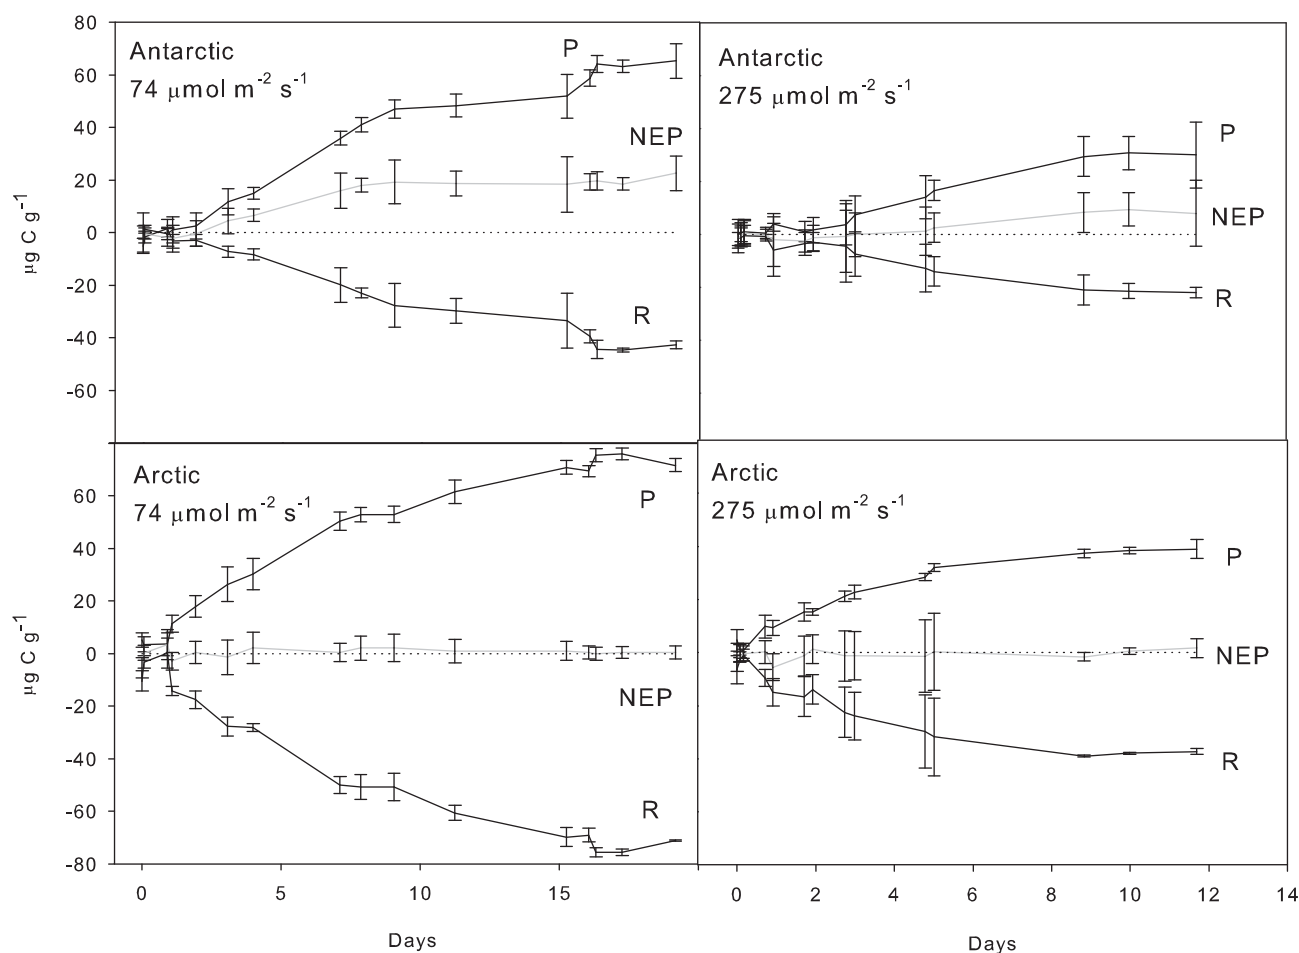 80
60
40
20
0
-20
-40
-60
µg C g⁻¹
Antarctic
74 µmol m⁻² s⁻¹
P
NEP
R
Antarctic
275 µmol m⁻² s⁻¹
P
NEP
R
60
40
20
0
-20
-40
-60
-80
µg C g⁻¹
Arctic
74 µmol m⁻² s⁻¹
P
NEP
R
0 5 10 15
Days
Arctic
275 µmol m⁻² s⁻¹
P
NEP
R
0 2 4 6 8 10 12 14
Days